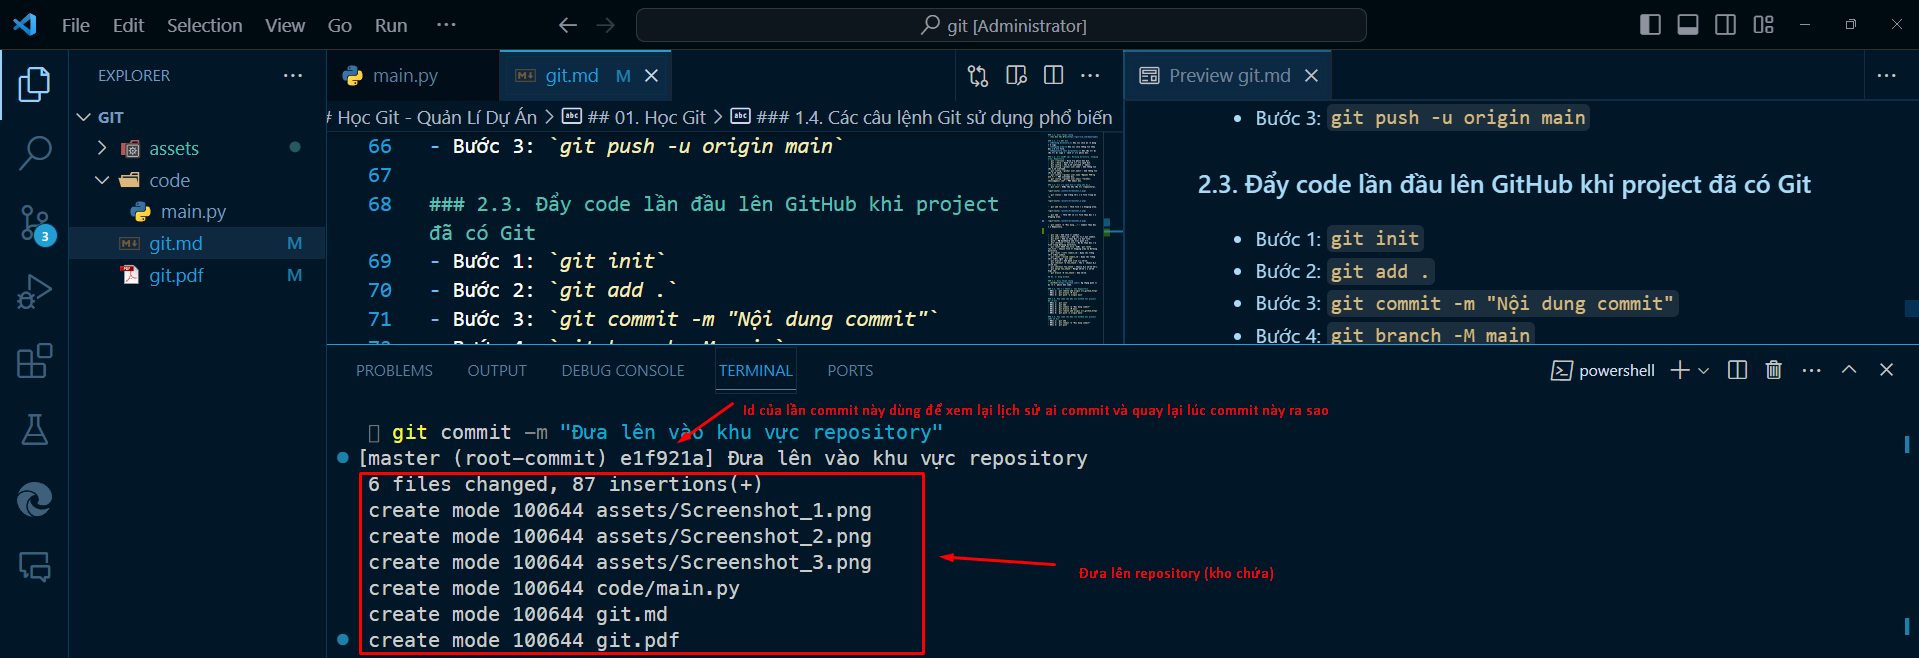 File Edit Selection View Go Run ···
git [Administrator]
EXPLORER ···
GIT
assets
code
main.py
git.md M
git.pdf M
3
main.py
git.md M
# Học Git - Quản Lí Dự Án > ## 01. Học Git > ### 1.4. Các câu lệnh Git sử dụng phổ biến
66 - Bước 3: `git push -u origin main`
67
68 ### 2.3. Đẩy code lần đầu lên GitHub khi project
đã có Git
69 - Bước 1: `git init`
70 - Bước 2: `git add .`
71 - Bước 3: `git commit -m "Nội dung commit"`
Preview git.md
• Bước 3: git push -u origin main
2.3. Đẩy code lần đầu lên GitHub khi project đã có Git
• Bước 1: git init
• Bước 2: git add .
• Bước 3: git commit -m "Nội dung commit"
• Bước 4: git branch -M main
PROBLEMS OUTPUT DEBUG CONSOLE TERMINAL PORTS
powershell
Id của lần commit này dùng để xem lại lịch sử ai commit và quay lại lúc commit này ra sao
git commit -m "Đưa lên vào khu vực repository"
[master (root-commit) e1f921a] Đưa lên vào khu vực repository
6 files changed, 87 insertions(+)
create mode 100644 assets/Screenshot_1.png
create mode 100644 assets/Screenshot_2.png
create mode 100644 assets/Screenshot_3.png
create mode 100644 code/main.py
create mode 100644 git.md
create mode 100644 git.pdf
Đưa lên repository (kho chứa)